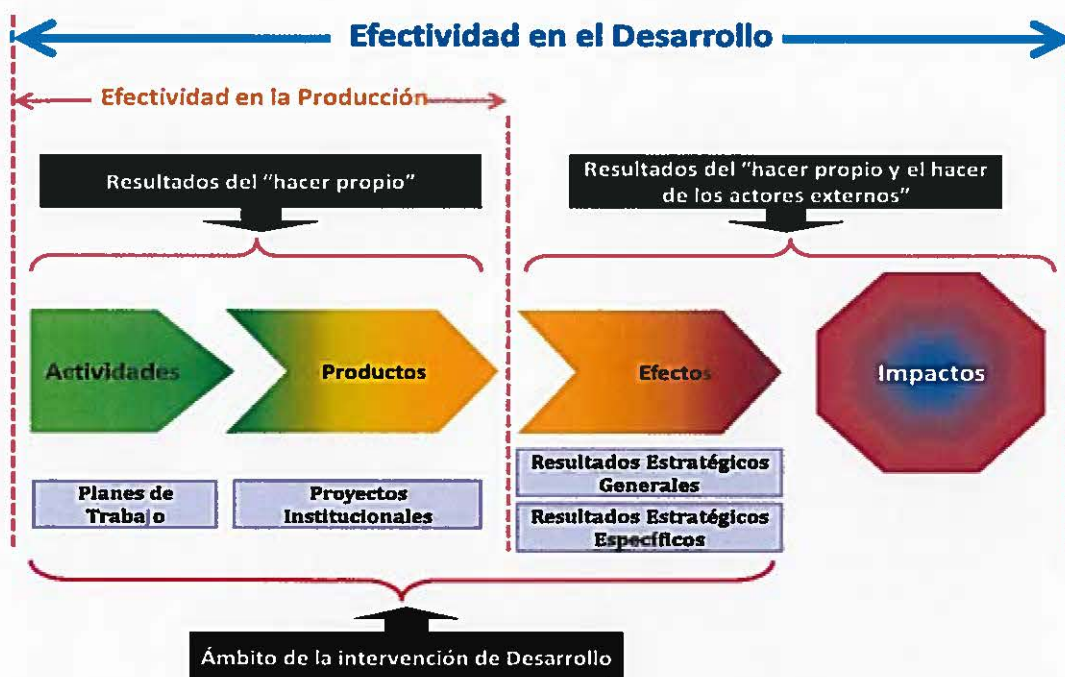 Efectividad en el Desarrollo
Efectividad en la Producción
Resultados del "hacer propio"
Resultados del "hacer propio y el hacer
de los actores externos"
Actividades
Productos
Efectos
Impactos
Planes de
Trabajo
Proyectos
Institucionales
Resultados Estratégicos
Generales
Resultados Estratégicos
Específicos
Ámbito de la intervención de Desarrollo